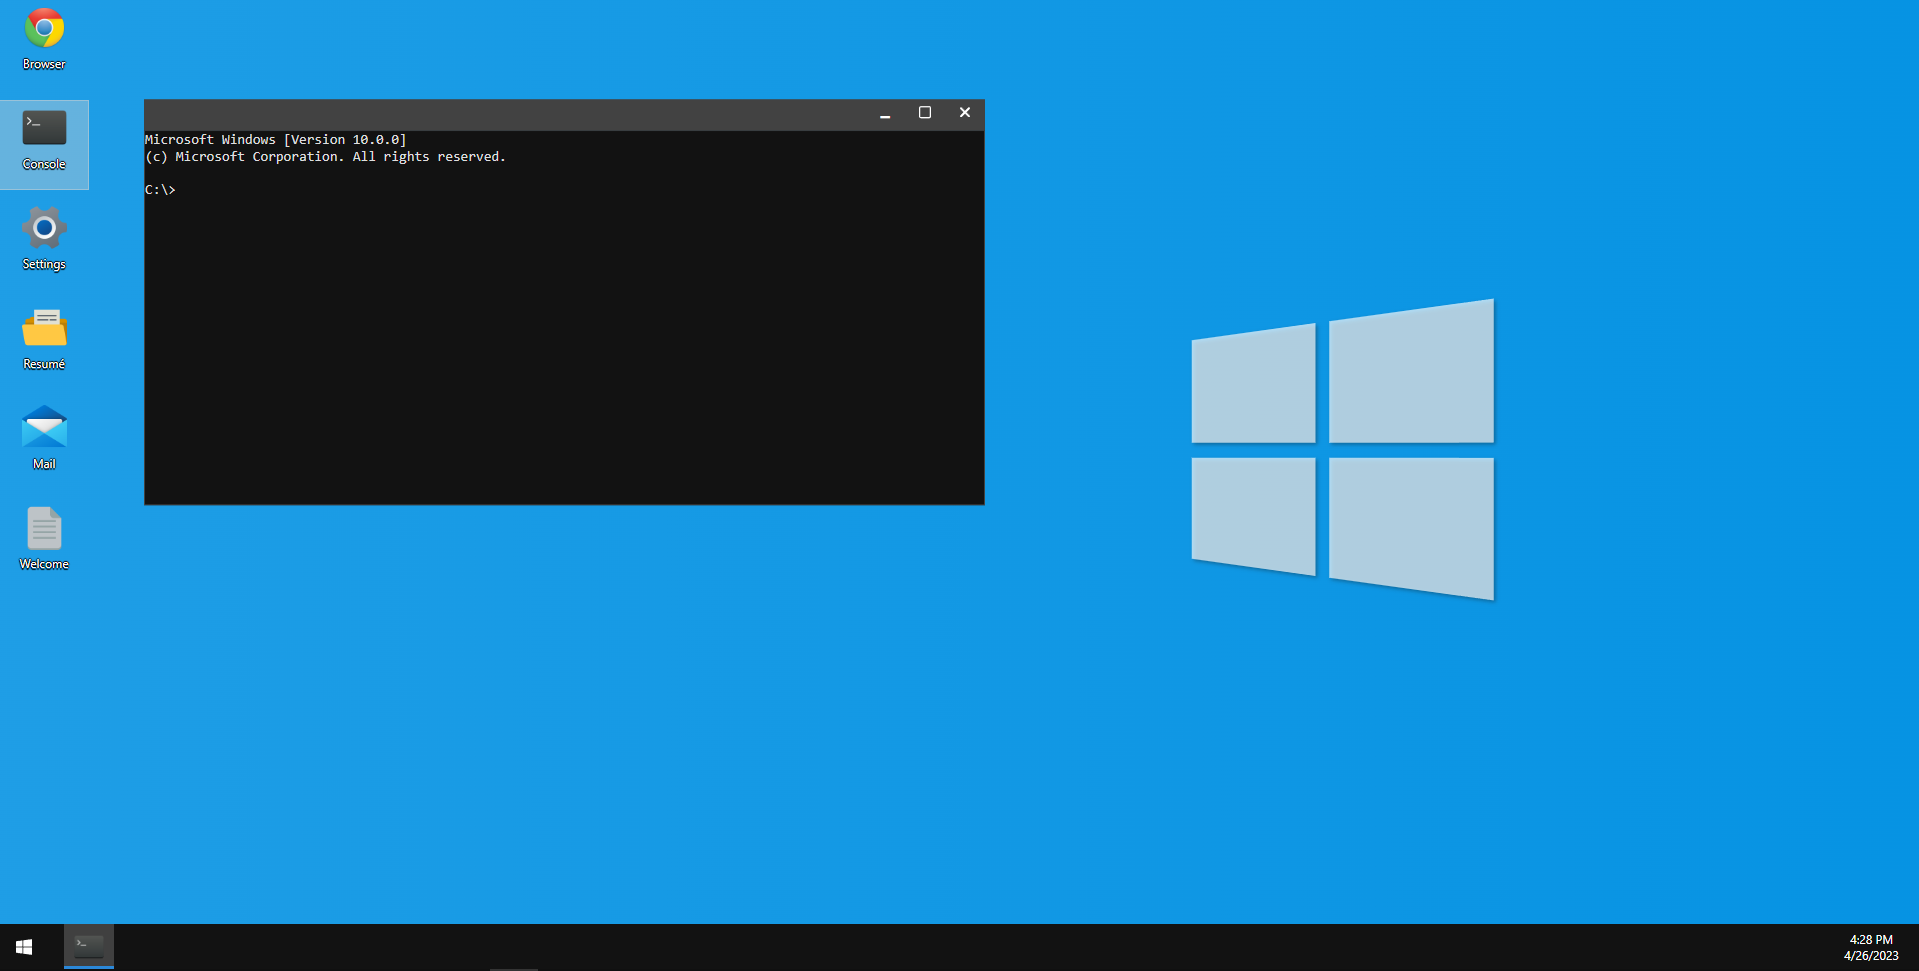 Browser
Console
Settings
Resumé
Mail
Welcome
Microsoft Windows [Version 10.0.0]
(c) Microsoft Corporation. All rights reserved.
C:\>
4:28 PM
4/26/2023